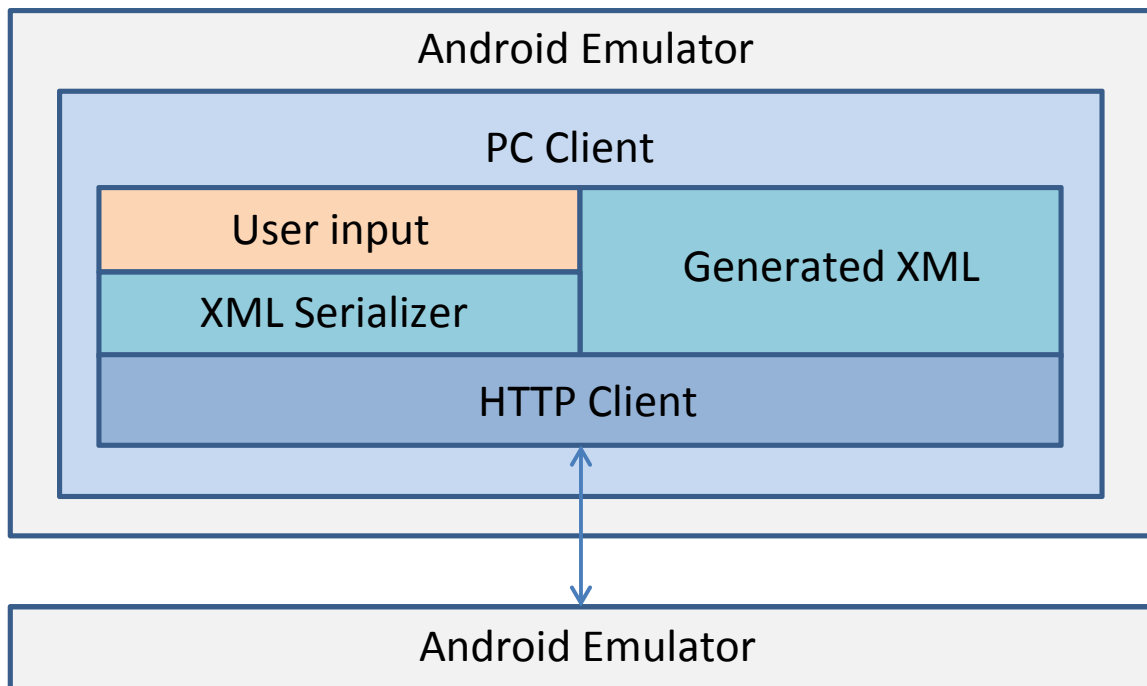 Android Emulator
PC Client
User input
Generated XML
XML Serializer
HTTP Client
Android Emulator